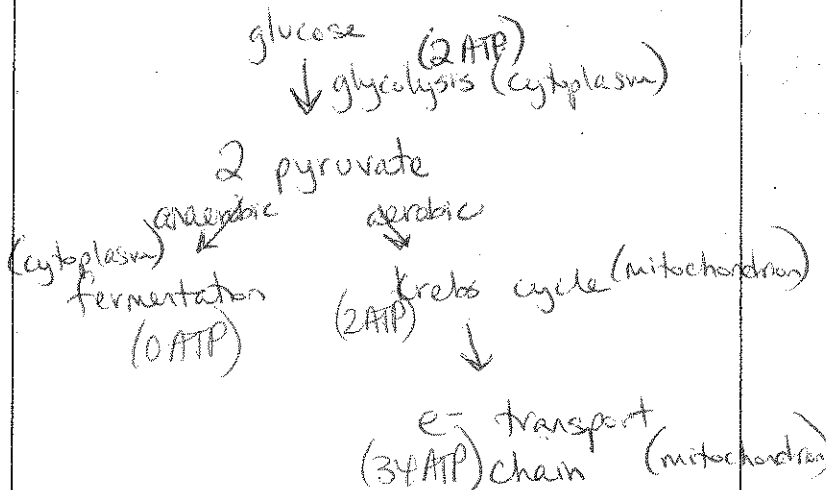 glucose (2 ATP)
glycolysis (cytoplasm)
2 pyruvate
anaerobic aerobic
(cytoplasm)
fermentation Krebs cycle (mitochondrion)
(0 ATP) (2 ATP)
e- transport
(34 ATP) chain (mitochondrion)